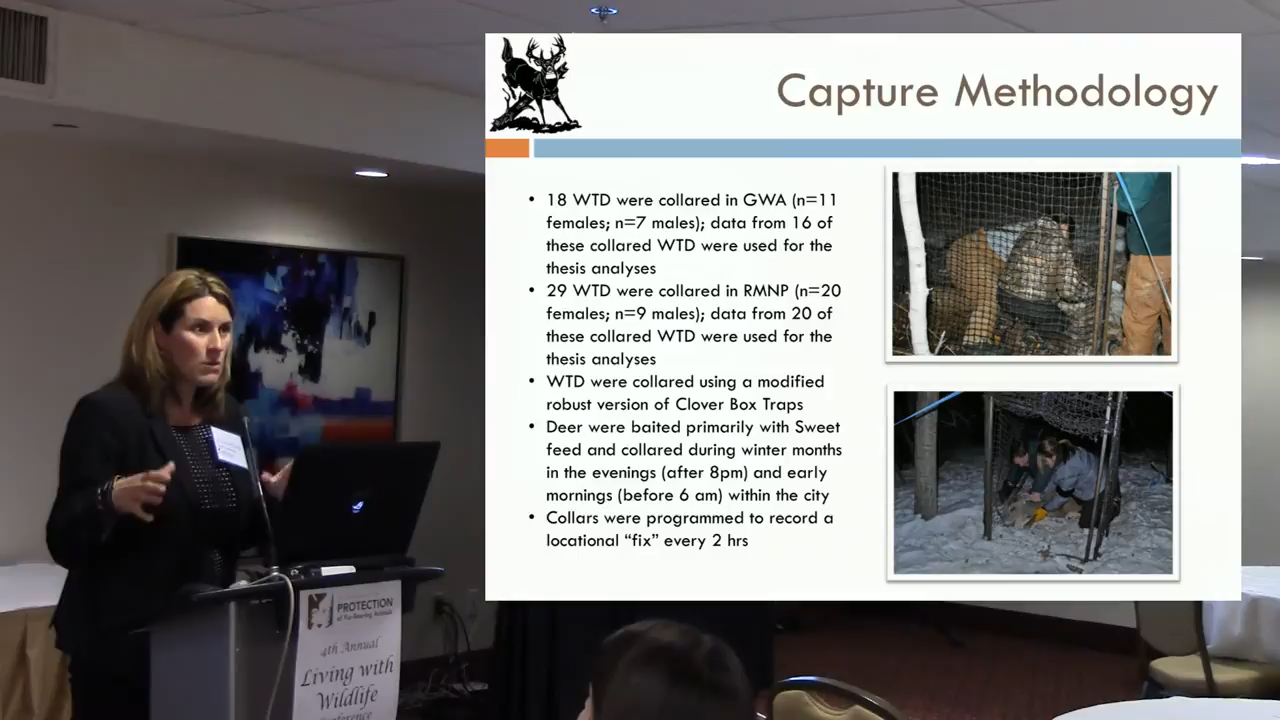 Capture Methodology
• 18 WTD were collared in GWA (n=11
females; n=7 males); data from 16 of
these collared WTD were used for the
thesis analyses
• 29 WTD were collared in RMNP (n=20
females; n=9 males); data from 20 of
these collared WTD were used for the
thesis analyses
• WTD were collared using a modified
robust version of Clover Box Traps
• Deer were baited primarily with Sweet
feed and collared during winter months
in the evenings (after 8pm) and early
mornings (before 6 am) within the city
• Collars were programmed to record a
locational “fix” every 2 hrs
PROTECTION
of Fur-Bearing Animals
4th Annual
Living with
Wildlife
Conference